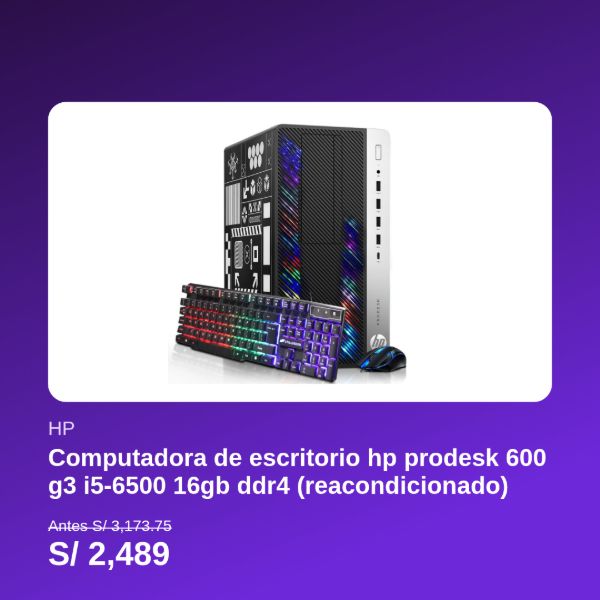 hp
HP
Computadora de escritorio hp prodesk 600
g3 i5-6500 16gb ddr4 (reacondicionado)
Antes S/ 3,173.75
S/ 2,489